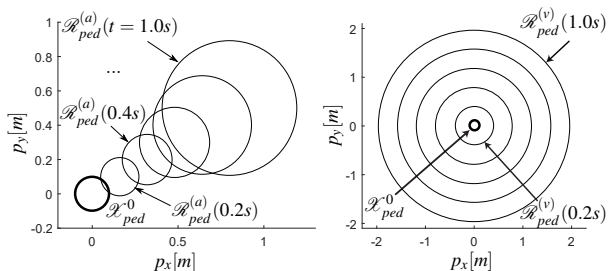 ℛ_ped^(a)(t = 1.0s)
...
ℛ_ped^(a)(0.4s)
𝒳_ped^0
ℛ_ped^(a)(0.2s)
p_y[m]
1
0.8
0.6
0.4
0.2
0
-0.2
0 0.5 1
p_x[m]
ℛ_ped^(v)(1.0s)
p_y[m]
2
1
0
-1
-2
𝒳_ped^0
ℛ_ped^(v)(0.2s)
-2 -1 0 1 2
p_x[m]